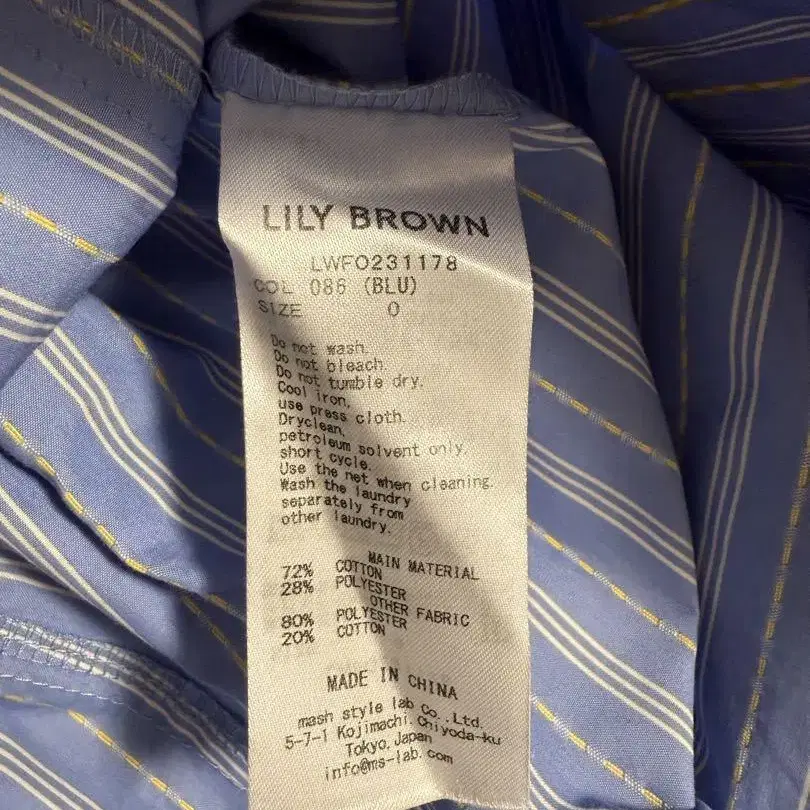 LILY BROWN
LWFO231178
COL 086 (BLU)
SIZE 0
Do not wash.
Do not bleach.
Do not tumble dry.
Cool iron,
use press cloth.
Dryclean,
petroleum solvent only,
short cycle.
Use the net when cleaning.
Wash the laundry
separately from
other laundry.
MAIN MATERIAL
72% COTTON
28% POLYESTER
OTHER FABRIC
80% POLYESTER
20% COTTON
MADE IN CHINA
mash style lab Co.,Ltd.
5-7-1 Kojimachi,Chiyoda-ku
Tokyo,Japan
info@ms-lab.com